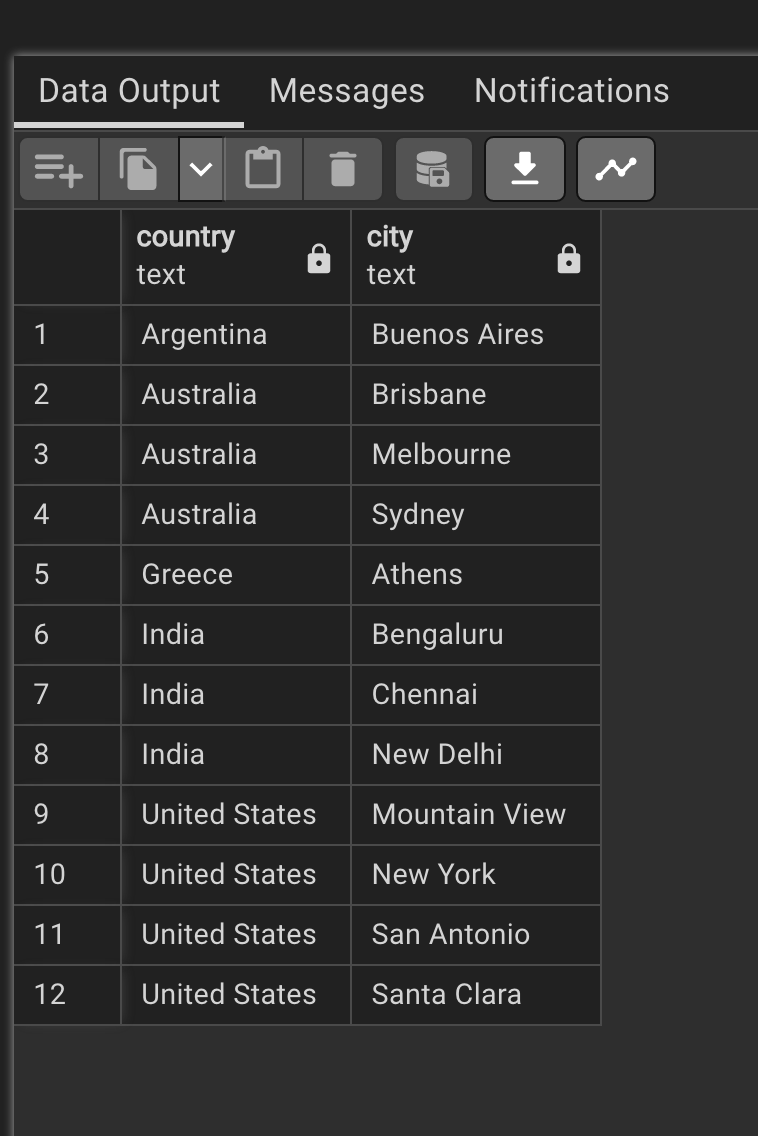 Data Output Messages Notifications
country city
text text
1 Argentina Buenos Aires
2 Australia Brisbane
3 Australia Melbourne
4 Australia Sydney
5 Greece Athens
6 India Bengaluru
7 India Chennai
8 India New Delhi
9 United States Mountain View
10 United States New York
11 United States San Antonio
12 United States Santa Clara